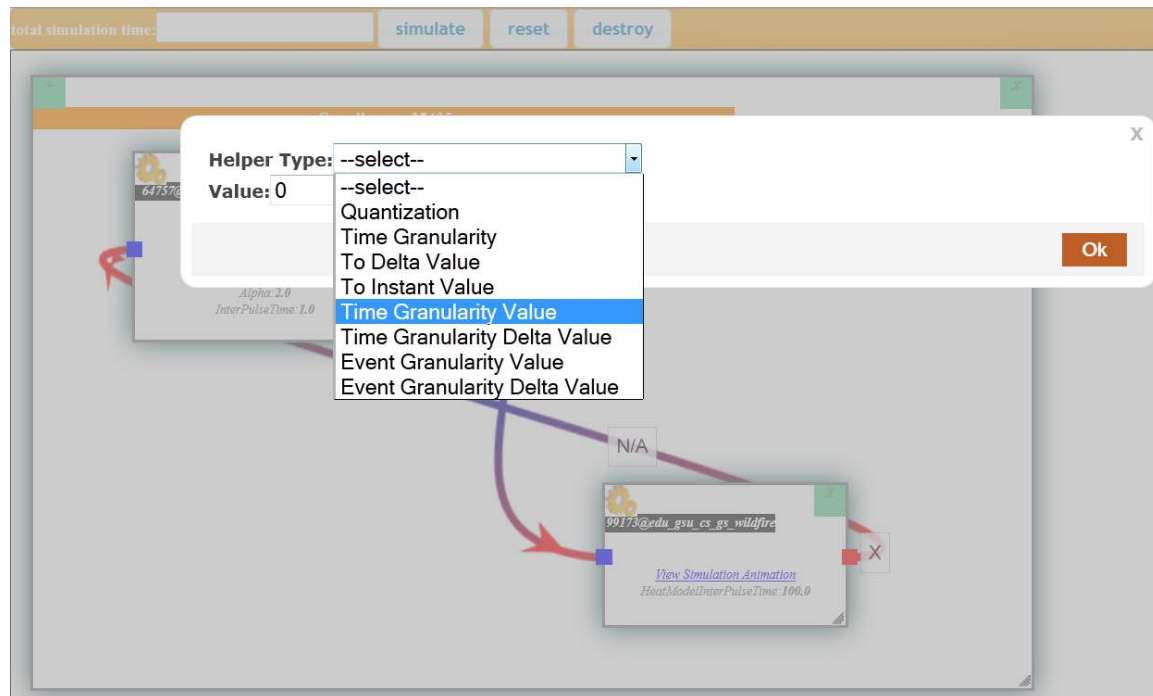 total simulation time: simulate reset destroy
+ X
X
Helper Type: --select--
64757@
Value: 0
--select--
Quantization
Time Granularity
To Delta Value
To Instant Value
Time Granularity Value
Time Granularity Delta Value
Event Granularity Value
Event Granularity Delta Value
Ok
Alpha:2.0
InterPulseTime:1.0
N/A
X
99173@edu_gsu_cs_gs_wildfire
X
View Simulation Animation
HeatModelInterPulseTime:100.0